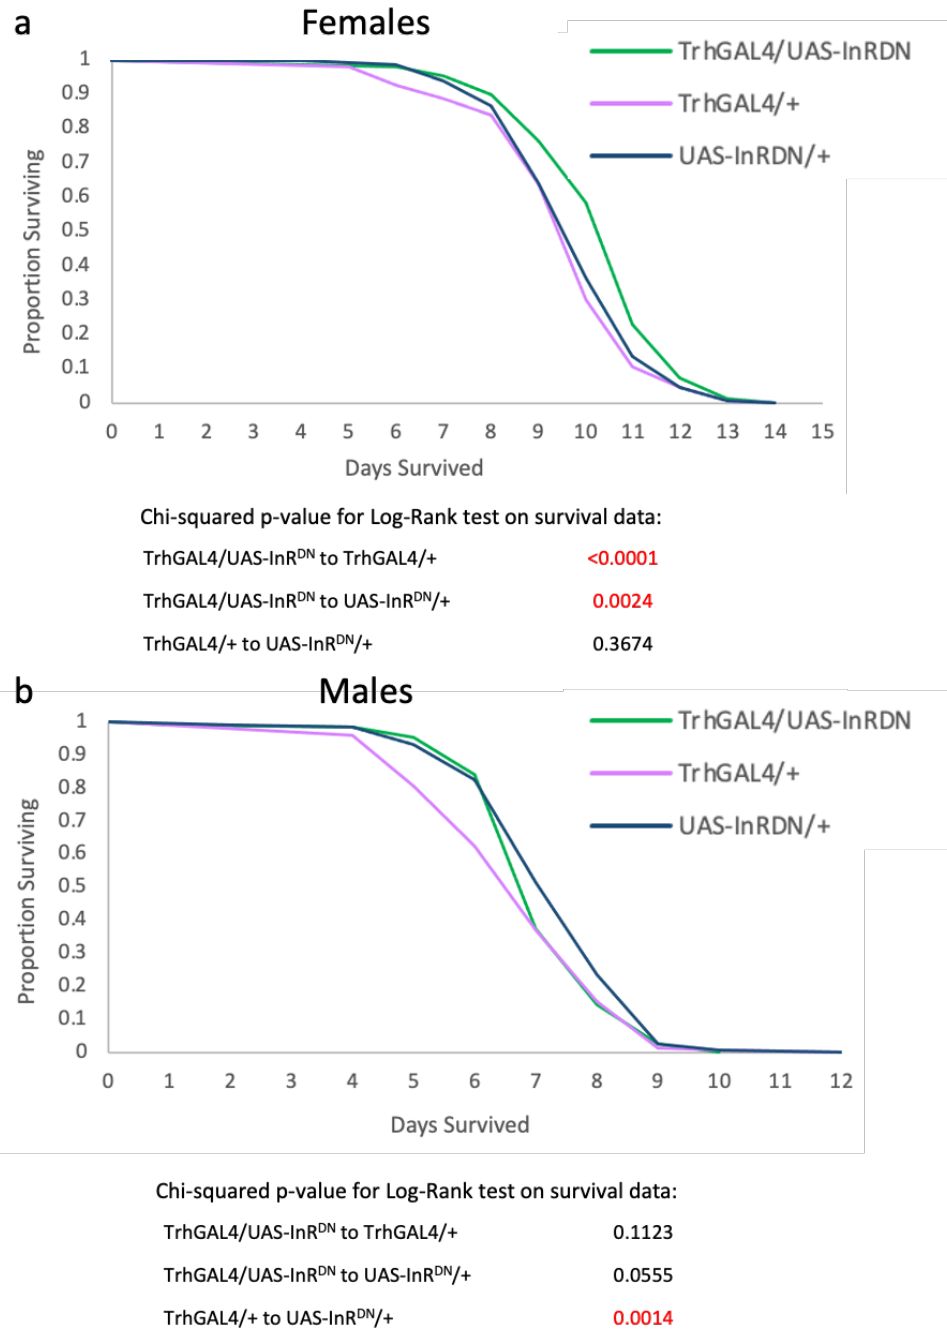 a
Females
TrhGAL4/UAS-InRDN
TrhGAL4/+
UAS-InRDN/+
Proportion Surviving
1
0.9
0.8
0.7
0.6
0.5
0.4
0.3
0.2
0.1
0
0 1 2 3 4 5 6 7 8 9 10 11 12 13 14 15
Days Survived
Chi-squared p-value for Log-Rank test on survival data:
TrhGAL4/UAS-InRDN to TrhGAL4/+ <0.0001
TrhGAL4/UAS-InRDN to UAS-InRDN/+ 0.0024
TrhGAL4/+ to UAS-InRDN/+ 0.3674
b
Males
TrhGAL4/UAS-InRDN
TrhGAL4/+
UAS-InRDN/+
Proportion Surviving
1
0.9
0.8
0.7
0.6
0.5
0.4
0.3
0.2
0.1
0
0 1 2 3 4 5 6 7 8 9 10 11 12
Days Survived
Chi-squared p-value for Log-Rank test on survival data:
TrhGAL4/UAS-InRDN to TrhGAL4/+ 0.1123
TrhGAL4/UAS-InRDN to UAS-InRDN/+ 0.0555
TrhGAL4/+ to UAS-InRDN/+ 0.0014